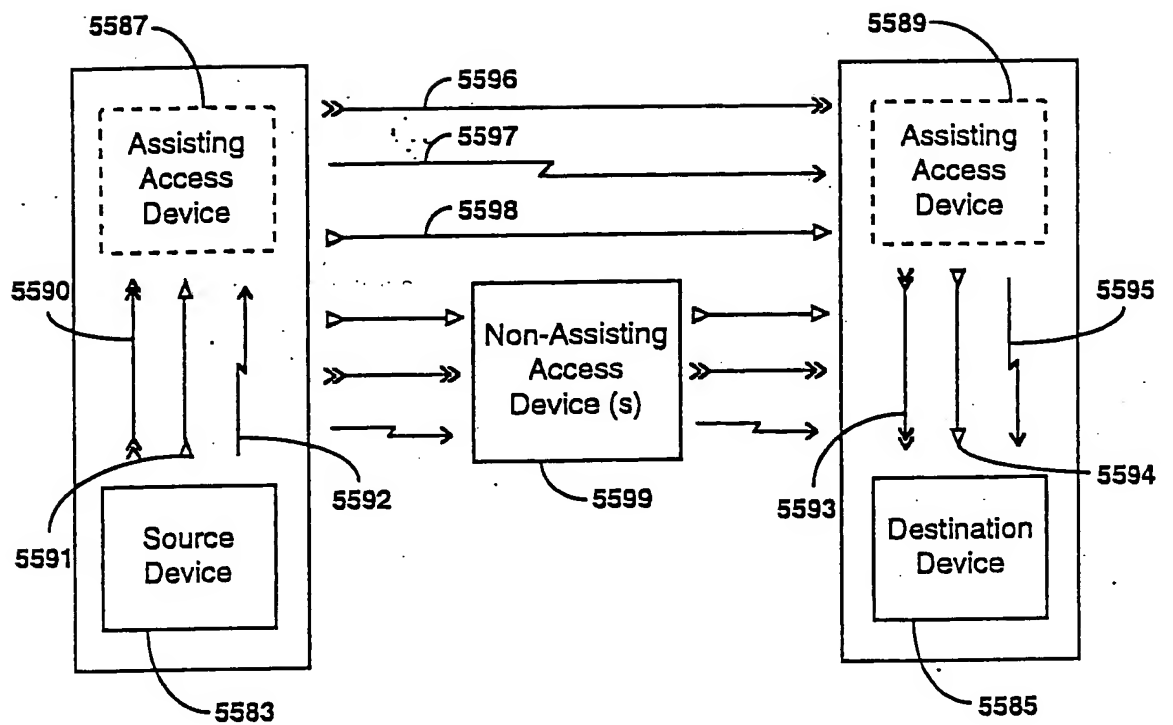 5587
5589
5596
Assisting
Access
Device
5597
Assisting
Access
Device
5598
5590
5595
Non-Assisting
Access
Device (s)
5594
5592
5593
5599
5591
Source
Device
Destination
Device
5583
5585